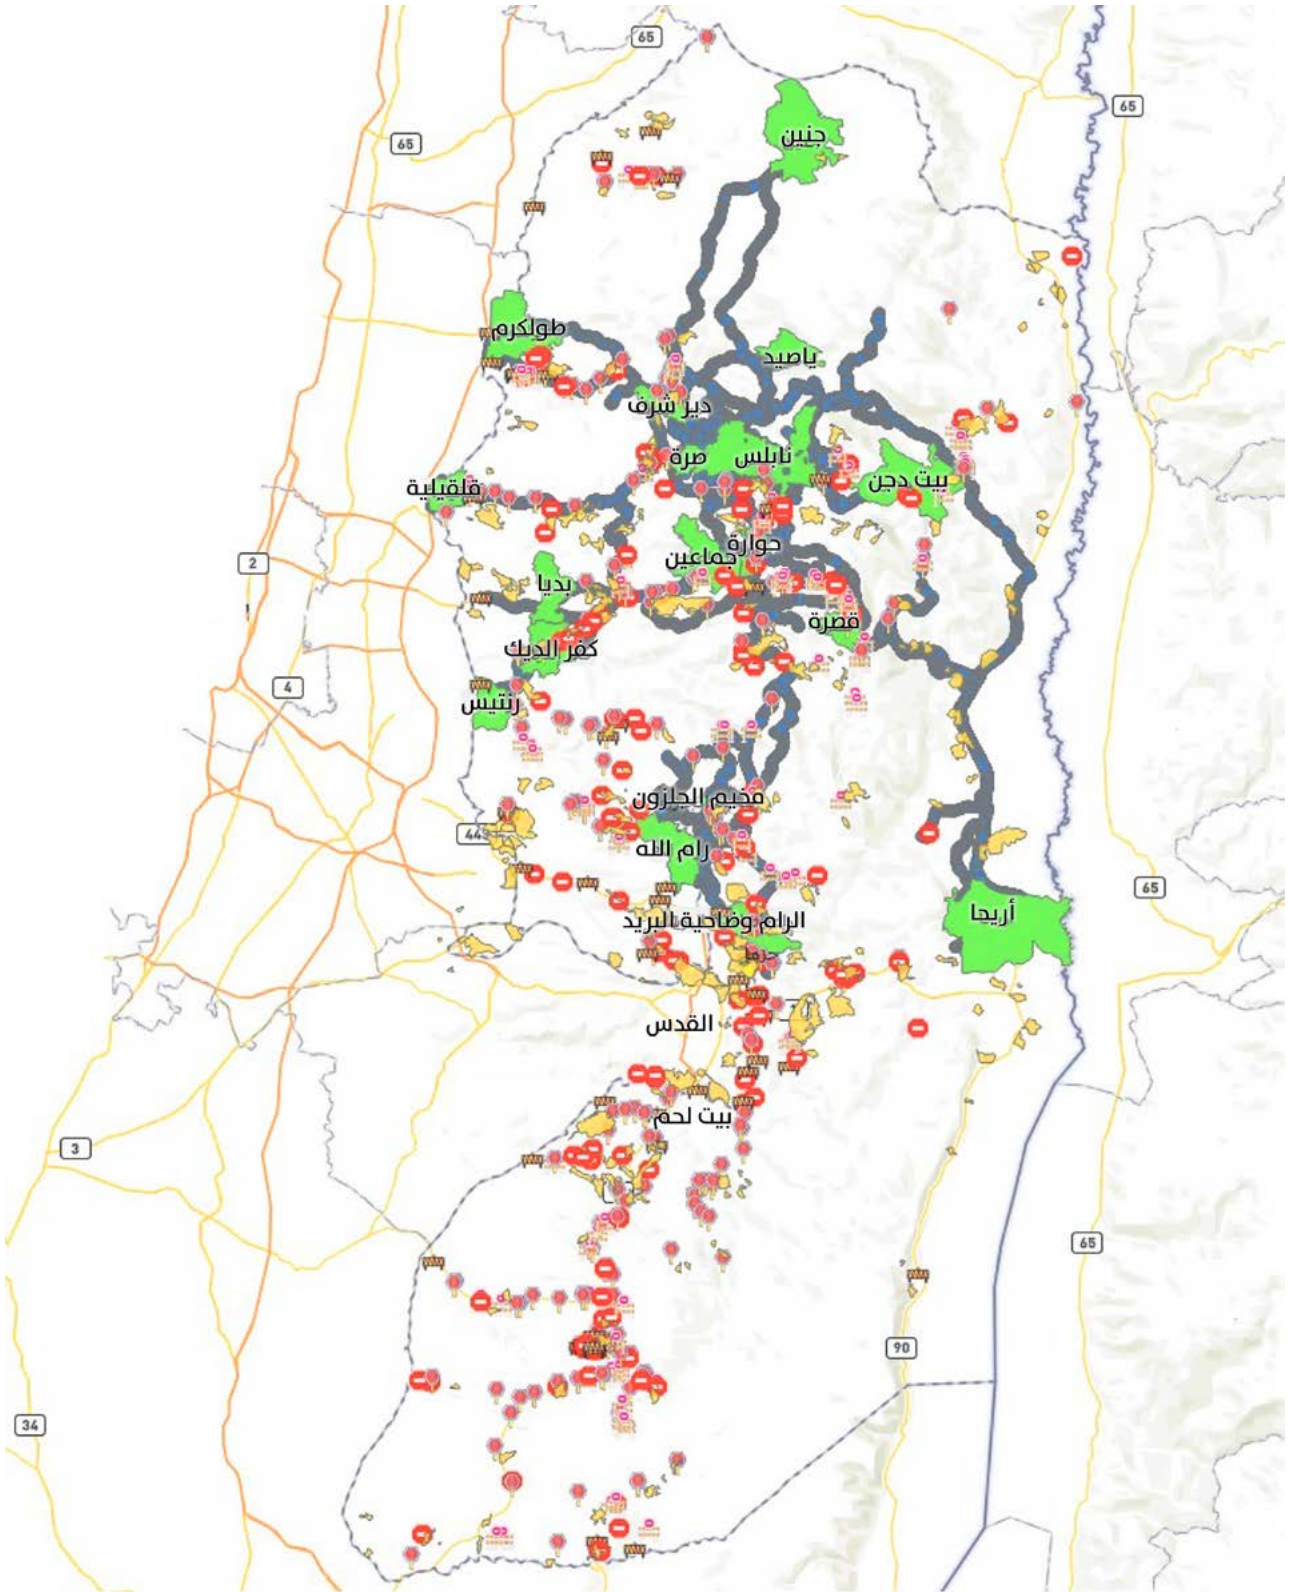 65
65
65
جنين
طولكرم
ياصيد
دير شرف
نابلس
صرة
بيت دجن
قلقيلية
حوارة
جماعين
2
بديا
قصرة
كفر الديك
4
رنتيس
مخيم الجلزون
443
رام الله
65
أريحا
الرام وضاحية البريد
حزما
القدس
بيت لحم
3
65
90
34